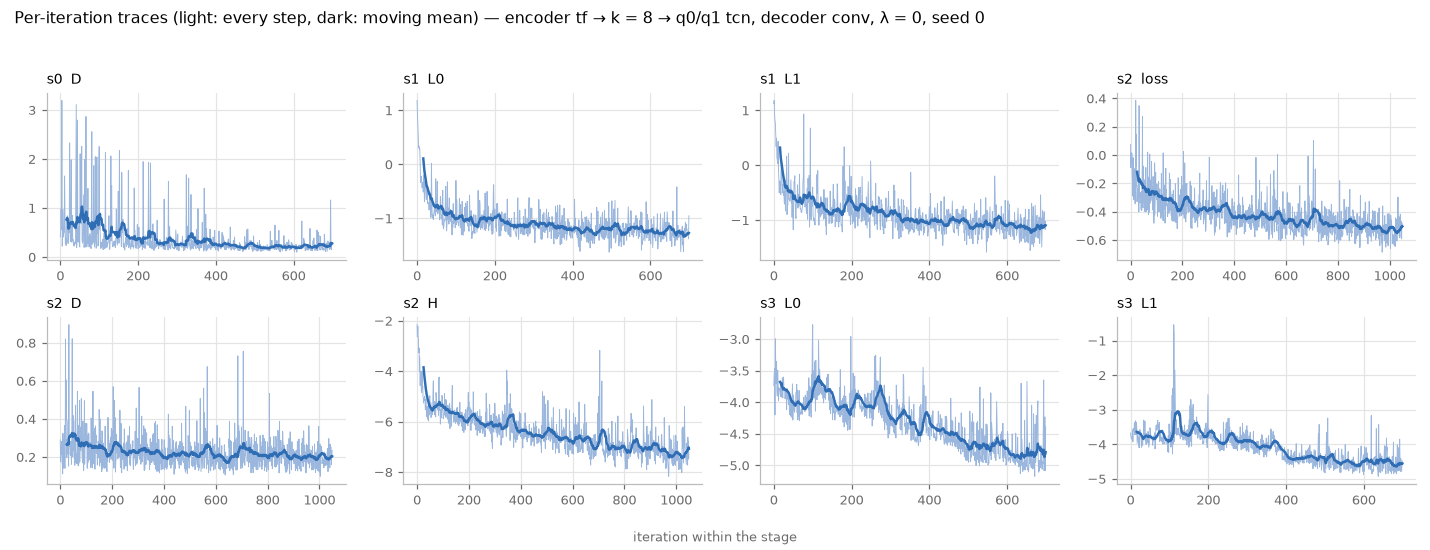 Per-iteration traces (light: every step, dark: moving mean) — encoder tf → k = 8 → q0/q1 tcn, decoder conv, λ = 0, seed 0
s0 D
3
2
1
0
0 200 400 600
s1 L0
1
0
−1
0 200 400 600
s1 L1
1
0
−1
0 200 400 600
s2 loss
0.4
0.2
0.0
−0.2
−0.4
−0.6
0 200 400 600 800 1000
s2 D
0.8
0.6
0.4
0.2
0 200 400 600 800 1000
s2 H
−2
−4
−6
−8
0 200 400 600 800 1000
s3 L0
−3.0
−3.5
−4.0
−4.5
−5.0
0 200 400 600
s3 L1
−1
−2
−3
−4
−5
0 200 400 600
iteration within the stage